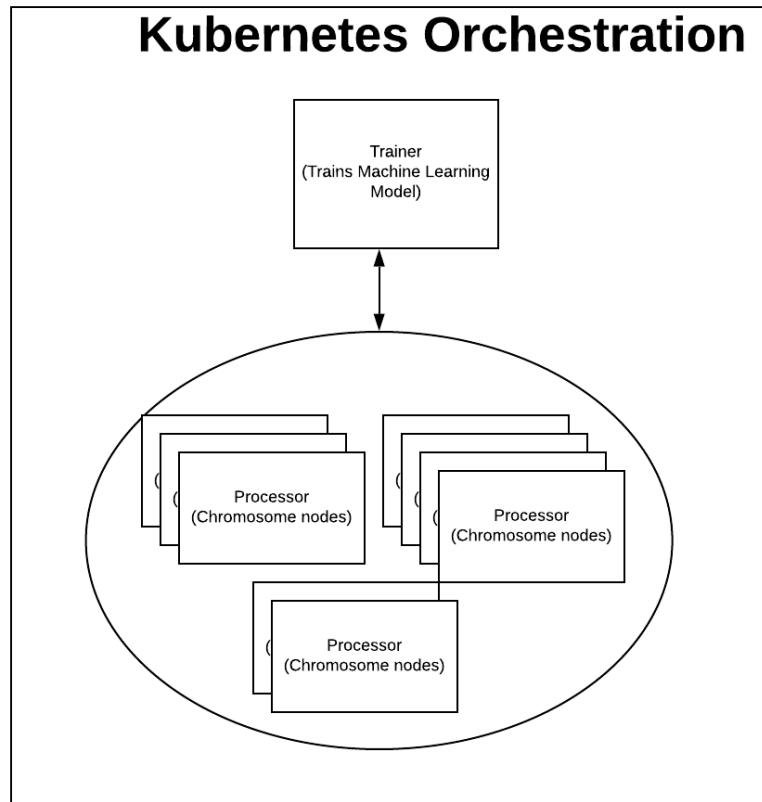 Kubernetes Orchestration
Trainer
(Trains Machine Learning
Model)
Processor
(Chromosome nodes)
Processor
(Chromosome nodes)
Processor
(Chromosome nodes)